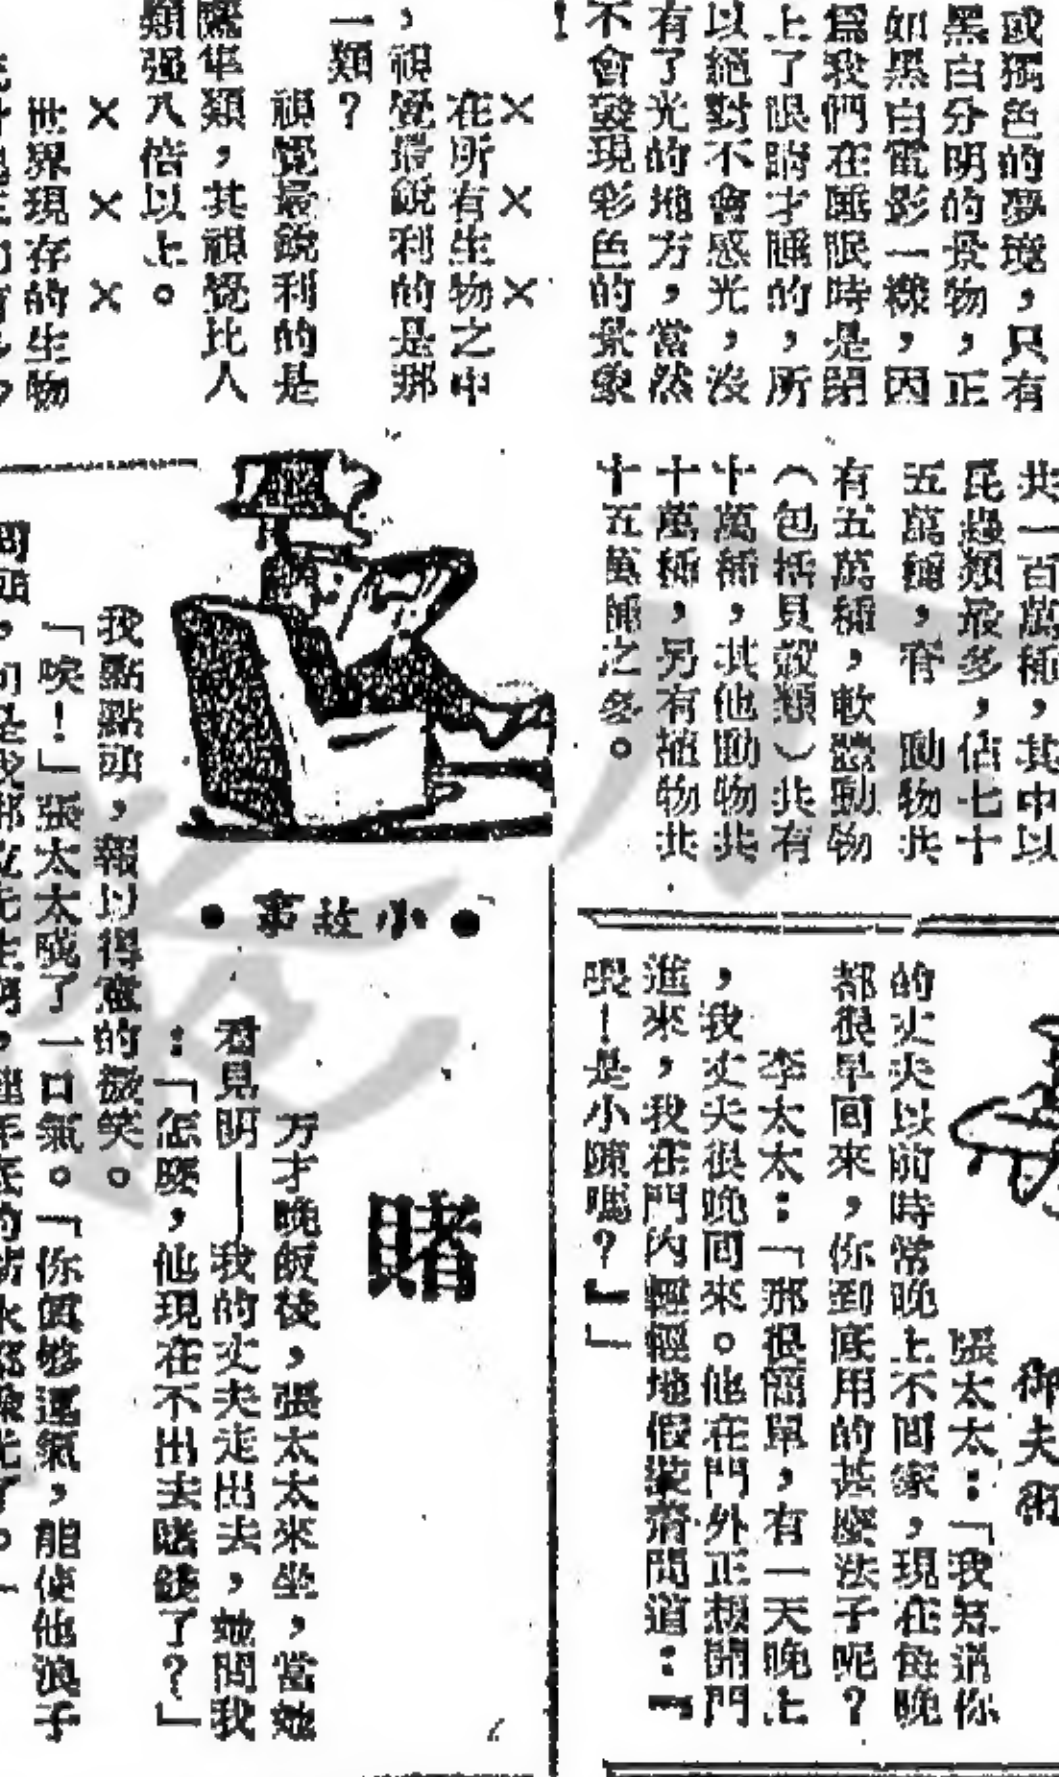 或獨色的夢境，只有
黑白分明的景物，正
如黑白電影一樣，因
爲我們在睡眠時是閉
上了眼睛才睡的，所
以絕對不會感光，沒
有了光的地方，當然
不會發現彩色的景象
！
×　×　×
在所有生物之中
，視覺最銳利的是那
一類？
視覺最銳利的是
鷹隼類，其視覺比人
類强八倍以上。
×　×　×
世界現存的生物
共一百萬種，其中以
昆蟲類最多，佔七十
五萬種，脊　動物共
有五萬種，軟體動物
（包括貝殼類）共有
十萬種，其他動物共
十萬種，另有植物共
十五萬種之多。
御夫術
張太太：「我知道你
的丈夫以前時常晚上不回家，現在每晚
都很早回來，你到底用的甚麽法子呢？
李太太：「那很簡單，有一天晚上
，我丈夫很晚回來。他在門外正想開門
進來，我在門內輕輕地假裝着問道：『
喂！是小陳嗎？』」
●小故事●
賭
方才晚飯後，張太太來坐，當她
看見明——我的丈夫走出去，她問我
：「怎麽，他現在不出去賭錢了？」
我點點頭，報以得意的微笑。
「唉！」張太太嘆了一口氣。「你眞够運氣，能使他浪子